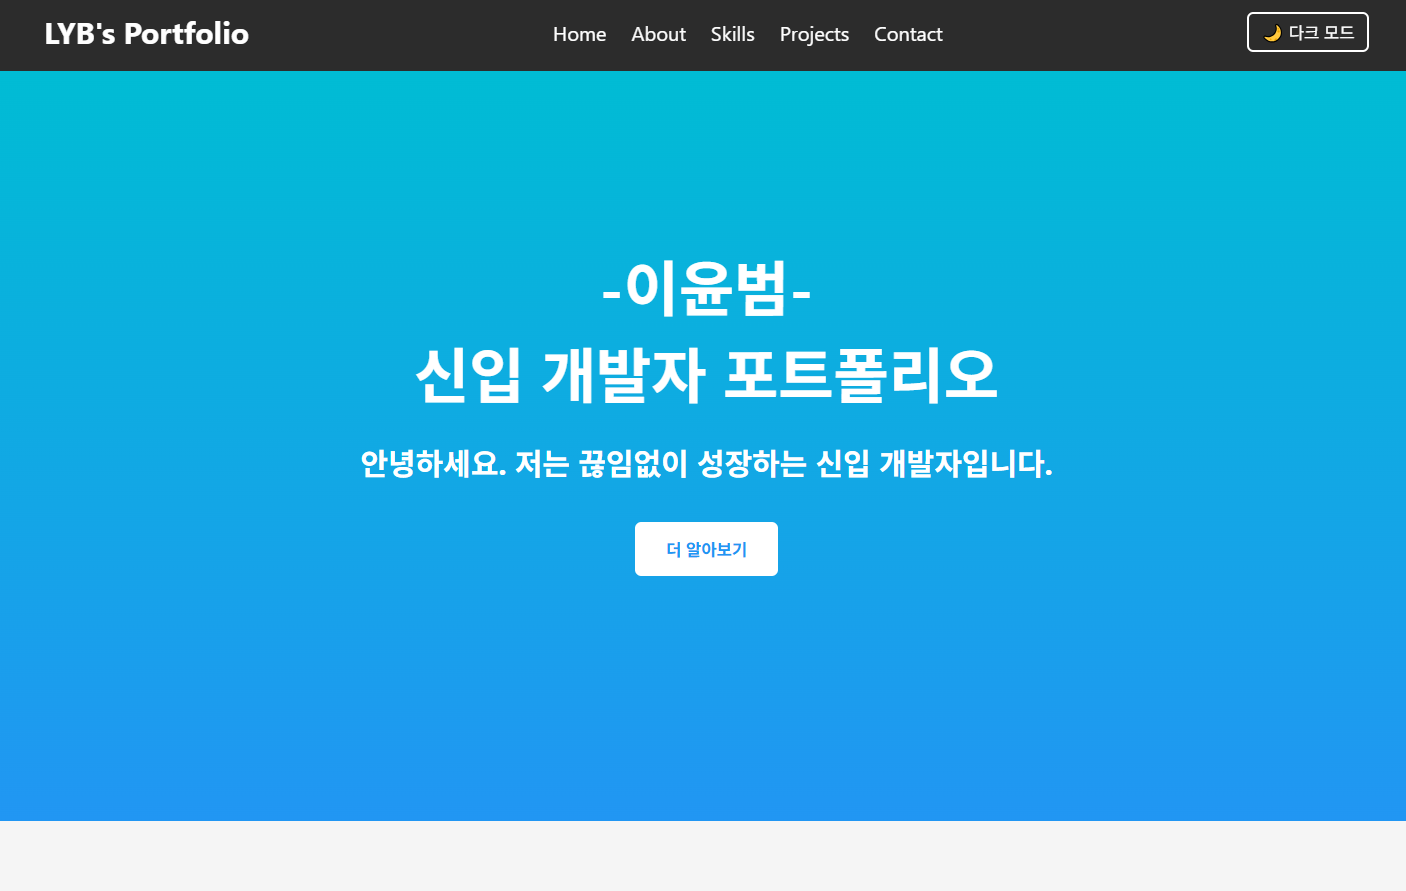 LYB's Portfolio
Home About Skills Projects Contact
🌙 다크 모드
-이윤범-
신입 개발자 포트폴리오
안녕하세요. 저는 끊임없이 성장하는 신입 개발자입니다.
더 알아보기